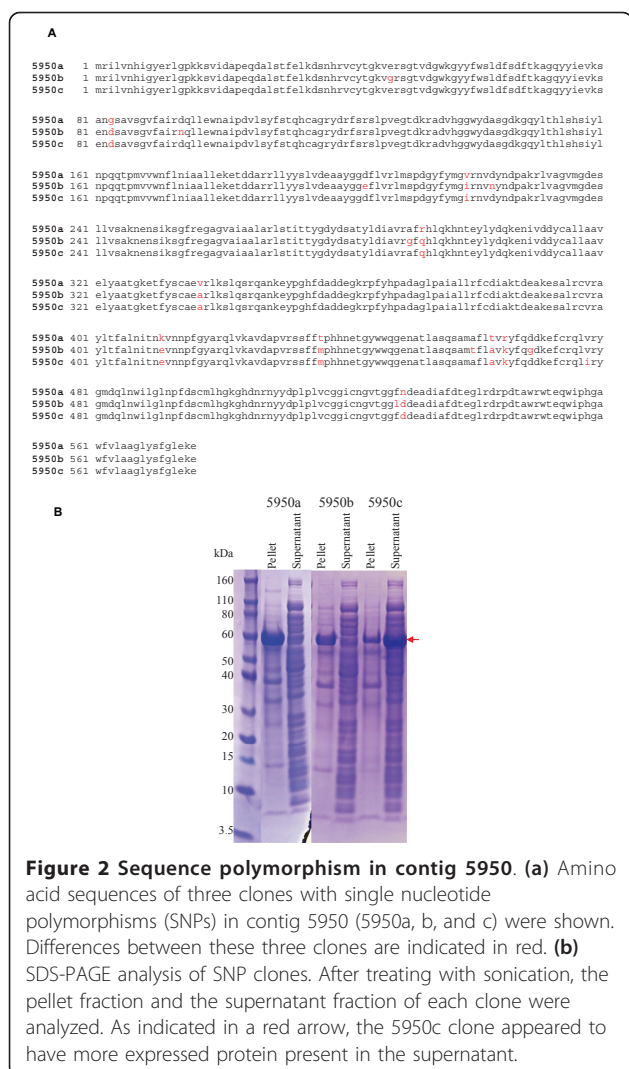 A
5950a 1 mrilvnhigyerlgpkksvidapeqdalstfelkdsnhrvcytgkversgtvdgwkgyyfwsldfsdftkagqyyievks
5950b 1 mrilvnhigyerlgpkksvidapeqdalstfelkdsnhrvcytgkvgrsgtvdgwkgyyfwsldfsdftkagqyyievks
5950c 1 mrilvnhigyerlgpkksvidapeqdalstfelkdsnhrvcytgkversgtvdgwkgyyfwsldfsdftkagqyyievks
5950a 81 angsavsgvfairdqllewnaipdvlsyfstqhcagrydrfsrslpvegtdkradvhggwydasgdkgqylthlshsiyl
5950b 81 endsavsgvfairnqllewnaipdvlsyfstqhcagrydrfsrslpvegtdkradvhggwydasgdkgqylthlshsiyl
5950c 81 endsavsgvfairdqllewnaipdvlsyfstqhcagrydrfsrslpvegtdkradvhggwydasgdkgqylthlshsiyl
5950a 161 npqqtpmvvwnflniaalleketddarrllyyslvdeaayggdflvrlmspdgyfymgvrnvdyndpakrlvagvmgdes
5950b 161 npqqtpmvvwnflniaalleketddarrllyyslvdeaayggeflvrlmspdgyfymgirnvnyndpakrlvagvmgdes
5950c 161 npqqtpmvvwnflniaalleketddarrllyyslvdeaayggdflvrlmspdgyfymgirnvdyndpakrlvagvmgdes
5950a 241 llvsaknensiksgfregagvaiaalarlstittygdydsatyldiavrafrhlqkhnteylydqkenivddycallaav
5950b 241 llvsaknensiksgfregagvaiaalarlstittygdydsatyldiavrgfqhlqkhnteylydqkenivddycallaav
5950c 241 llvsaknensiksgfregagvaiaalarlstittygdydsatyldiavrafqhlqkhnteylydqkenivddycallaav
5950a 321 elyaatgketfyscaevrlkslqsrqankeypghfdaddegkrpfyhpadaglpaiallrfcdiaktdeakesalrcvra
5950b 321 elyaatgketfyscaearlkslqsrqankeypghfdaddegkrpfyhpadaglpaiallrfcdiaktdeakesalrcvra
5950c 321 elyaatgketfyscaearlkslqsrqankeypghfdaddegkrpfyhpadaglpaiallrfcdiaktdeakesalrcvra
5950a 401 yltfalnitnkvnnpfgyarqlvkavdapvrssfftphhnetgywwqgenatlasqsamafltvryfqddkefcrqlvry
5950b 401 yltfalnitnevnnpfgyarqlvkavdapvrssffmphhnetgywwqgenatlasqsamtflavkyfqgdkefcrqlvry
5950c 401 yltfalnitnevnnpfgyarqlvkavdapvrssffmphhnetgywwqgenatlasqsamaflavkyfqddkefcrqliry
5950a 481 gmdqlnwilglnpfdscmlhgkghdnrnyydplplvcggicngvtggfndeadiafdteglrdrpdtawrwteqwiphga
5950b 481 gmdqlnwilglnpfdscmlhgkghdnrnyydplplvcggicngvtgglddeadiafdteglrdrpdtawrwteqwiphga
5950c 481 gmdqlnwilglnpfdscmlhgkghdnrnyydplplvcggicngvtggfddeadiafdteglrdrpdtawrwteqwiphga
5950a 561 wfvlaaglysfglekе
5950b 561 wfvlaaglysfgleke
5950c 561 wfvlaaglysfgleke
B
5950a 5950b 5950c
kDa Pellet Supernatant Pellet Supernatant Pellet Supernatant
160
110
80
60
50
40
30
20
15
10
3.5
Figure 2 Sequence polymorphism in contig 5950. (a) Amino
acid sequences of three clones with single nucleotide
polymorphisms (SNPs) in contig 5950 (5950a, b, and c) were shown.
Differences between these three clones are indicated in red. (b)
SDS-PAGE analysis of SNP clones. After treating with sonication, the
pellet fraction and the supernatant fraction of each clone were
analyzed. As indicated in a red arrow, the 5950c clone appeared to
have more expressed protein present in the supernatant.